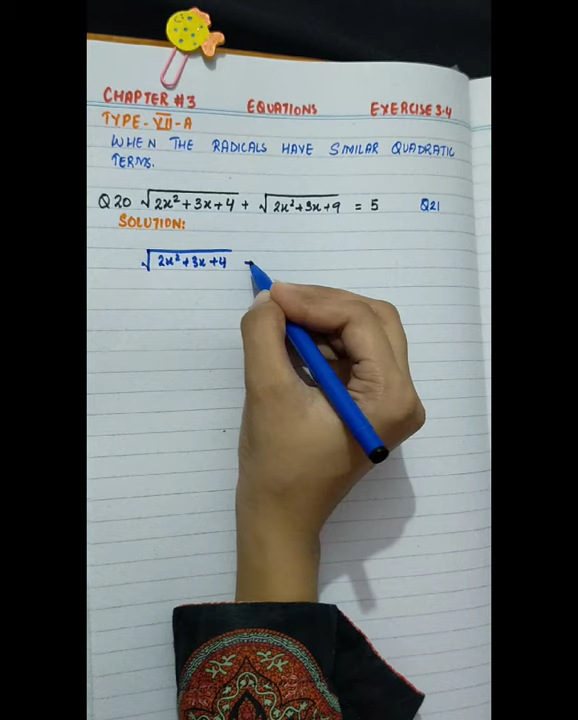 CHAPTER #3 EQUATIONS EXERCISE 3.4
TYPE-VII-A
WHEN THE RADICALS HAVE SIMILAR QUADRATIC
TERMS.
Q20 √2x²+3x+4 + √2x²+3x+9 = 5 Q21
SOLUTION:
√2x²+3x+4 -